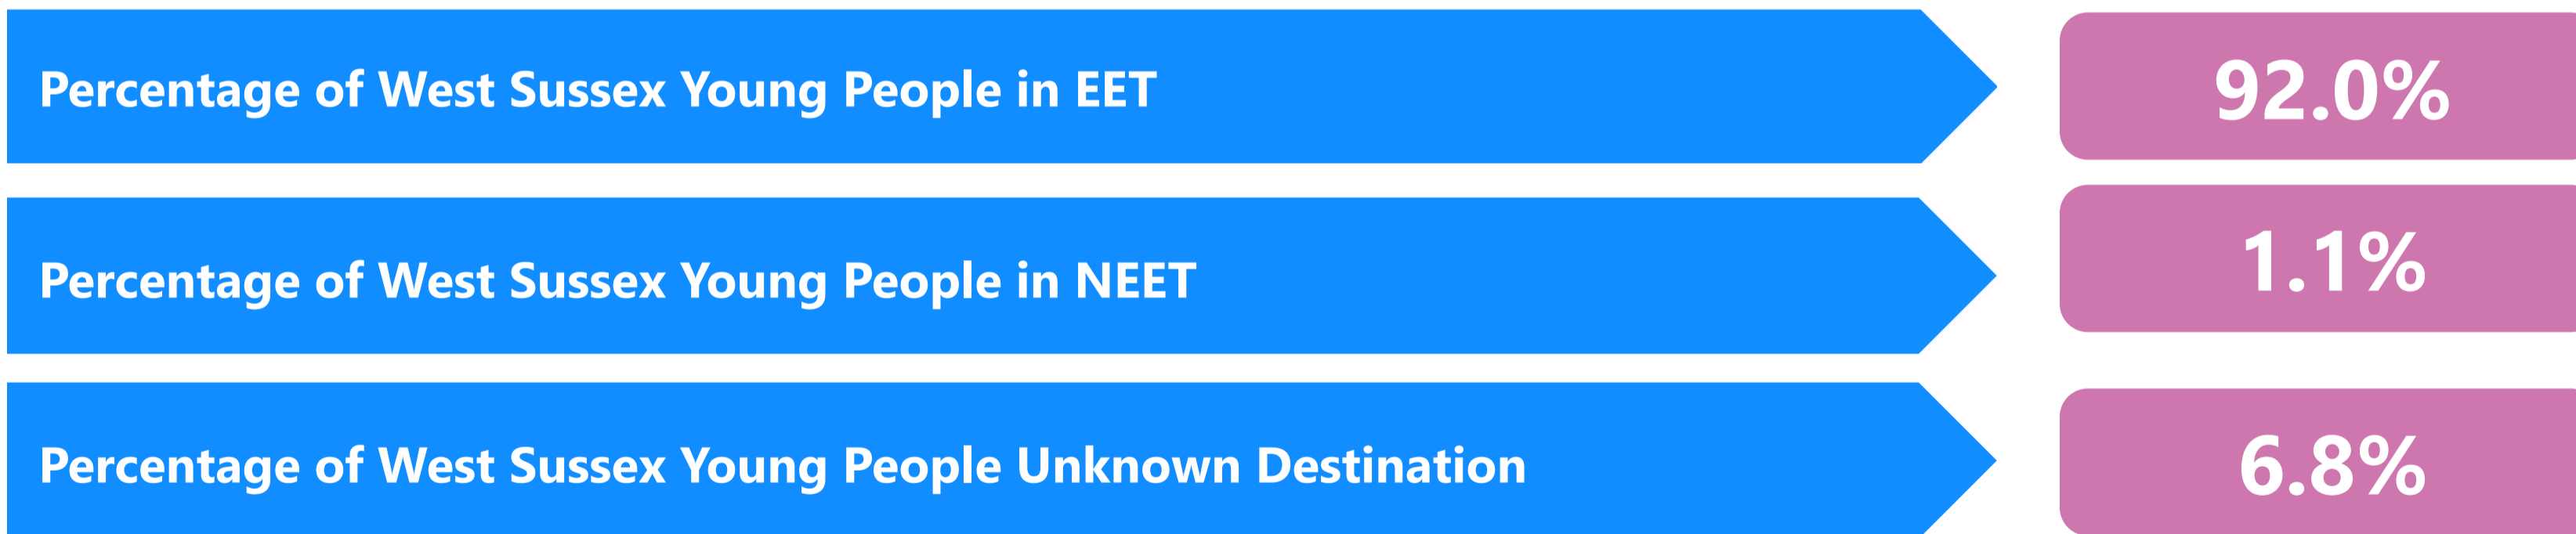 Percentage of West Sussex Young People in EET
92.0%
Percentage of West Sussex Young People in NEET
1.1%
Percentage of West Sussex Young People Unknown Destination
6.8%